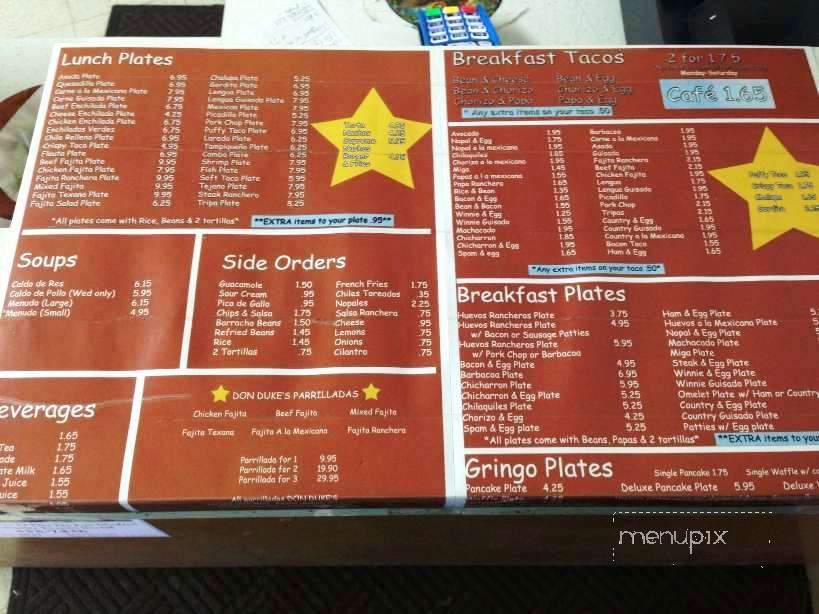 Lunch Plates
Asada Plate 6.95
Quesadilla Plate 6.95
Carne a la Mexicana Plate 7.95
Carne Guisada Plate 7.95
Beef Enchilada Plate 6.75
Cheese Enchilada Plate 4.25
Chicken Enchilada Plate 6.75
Enchiladas Verdes 6.75
Chile Relleno Plate 6.95
Crispy Taco Plate 4.95
Flauta Plate 6.95
Beef Fajita Plate 9.95
Chicken Fajita Plate 7.95
Fajita Ranchera Plate 9.95
Mixed Fajita 9.95
Fajita Texana Plate 9.95
Fajita Salad Plate 6.25
Chalupa Plate 5.25
Gordita Plate 6.95
Lengua Plate 6.95
Lengua Guisada Plate 7.95
Mexican Plate 7.95
Picadillo Plate 5.25
Pork Chop Plate 7.95
Puffy Taco Plate 6.95
Laredo Plate 6.25
Tampiqueño Plate 6.25
Combo Plate 6.25
Shrimp Plate 7.95
Fish Plate 7.95
Soft Taco Plate 5.95
Tejano Plate 7.95
Steak Ranchero 7.95
Tripa Plate 8.25
*All plates come with Rice, Beans & 2 tortillas*
**EXTRA items to your plate .95**
Soups
Caldo de Res 6.15
Caldo de Pollo (Wed only) 5.95
Menudo (Large) 6.15
*Menudo (Small) 4.95
Side Orders
Guacamole 1.50
Sour Cream .95
Pico de Gallo .95
Chips & Salsa 1.75
Borracho Beans 1.50
Refried Beans 1.45
Rice 1.45
2 Tortillas .75
French Fries 1.75
Chiles Toreados .35
Nopales 2.25
Salsa Ranchera .75
Cheese .95
Lemons .75
Onions .75
Cilantro .75
everages
1.65
Tea 1.75
ade 1.75
ate Milk 1.65
Juice 1.55
uice 1.55
DON DUKE'S PARRILLADAS
Chicken Fajita Beef Fajita Mixed Fajita
Fajita Texana Fajita A la Mexicana Fajita Ranchera
Parrillada for 1 9.95
Parrillada for 2 19.90
Parrillada for 3 29.95
All parrilladas DON DUKE'S
Breakfast Tacos
2 for 1.75
Monday-Saturday
Bean & Cheese Bean & Egg
Bean & Chorizo Chorizo & Egg
Chorizo & Papa Papa & Egg
* Any extra items on your taco .50
Café 1.65
Avocado 1.95
Nopal & Egg 1.75
Nopal a la mexicana 1.95
Chilaquiles 1.85
Chorizo a la mexicana 1.95
Miga 1.45
Papas a la mexicana 1.55
Papa Ranchera 1.65
Rice & Bean 1.35
Bacon & Egg 1.65
Bean & Bacon 1.55
Winnie & Egg 1.25
Winnie Guisada 1.55
Machacado 1.95
Chicharron 1.85
Chicharron & Egg 1.95
Spam & egg 1.65
Barbacoa 1.95
Carne a la Mexicana 1.95
Asada 1.95
Guisada 1.95
Fajita Ranchera 2.15
Beef Fajita 2.15
Chicken Fajita 1.95
Lengua 1.75
Lengua Guisada 1.95
Picadillo 1.75
Pork Chop 2.15
Tripas 2.15
Country & Egg 1.65
Country Guisada 1.95
Country a la Mexicana 1.95
Bacon Taco 1.55
Ham & Egg 1.65
*Any extra items on your taco .50*
Breakfast Plates
Huevos Rancheros Plate 3.75
Huevos Rancheros Plate 4.95
w/ Bacon or Sausage Patties
Huevos Rancheros Plate 5.95
w/ Pork Chop or Barbacoa
Bacon & Egg Plate 4.95
Barbacoa Plate 6.95
Chicharron Plate 5.95
Chicharron & Egg Plate 5.25
Chilaquiles Plate 5.25
Chorizo & Egg 4.25
Spam & Egg plate 5.25
Ham & Egg Plate
Huevos a la Mexicana Plate
Nopal & Egg Plate
Machacado Plate
Miga Plate
Steak & Egg Plate
Winnie & Egg Plate
Winnie Guisado Plate
Omelet Plate w/ Ham or Country
Country & Egg Plate
Country Guisado Plate
Patties w/ Egg plate
*All plates come with Beans, Papas & 2 tortillas*
**EXTRA items to your
Gringo Plates
Single Pancake 1.75 Single Waffle w/
Pancake Plate 4.25 Deluxe Pancake Plate 5.95 Deluxe
menupix